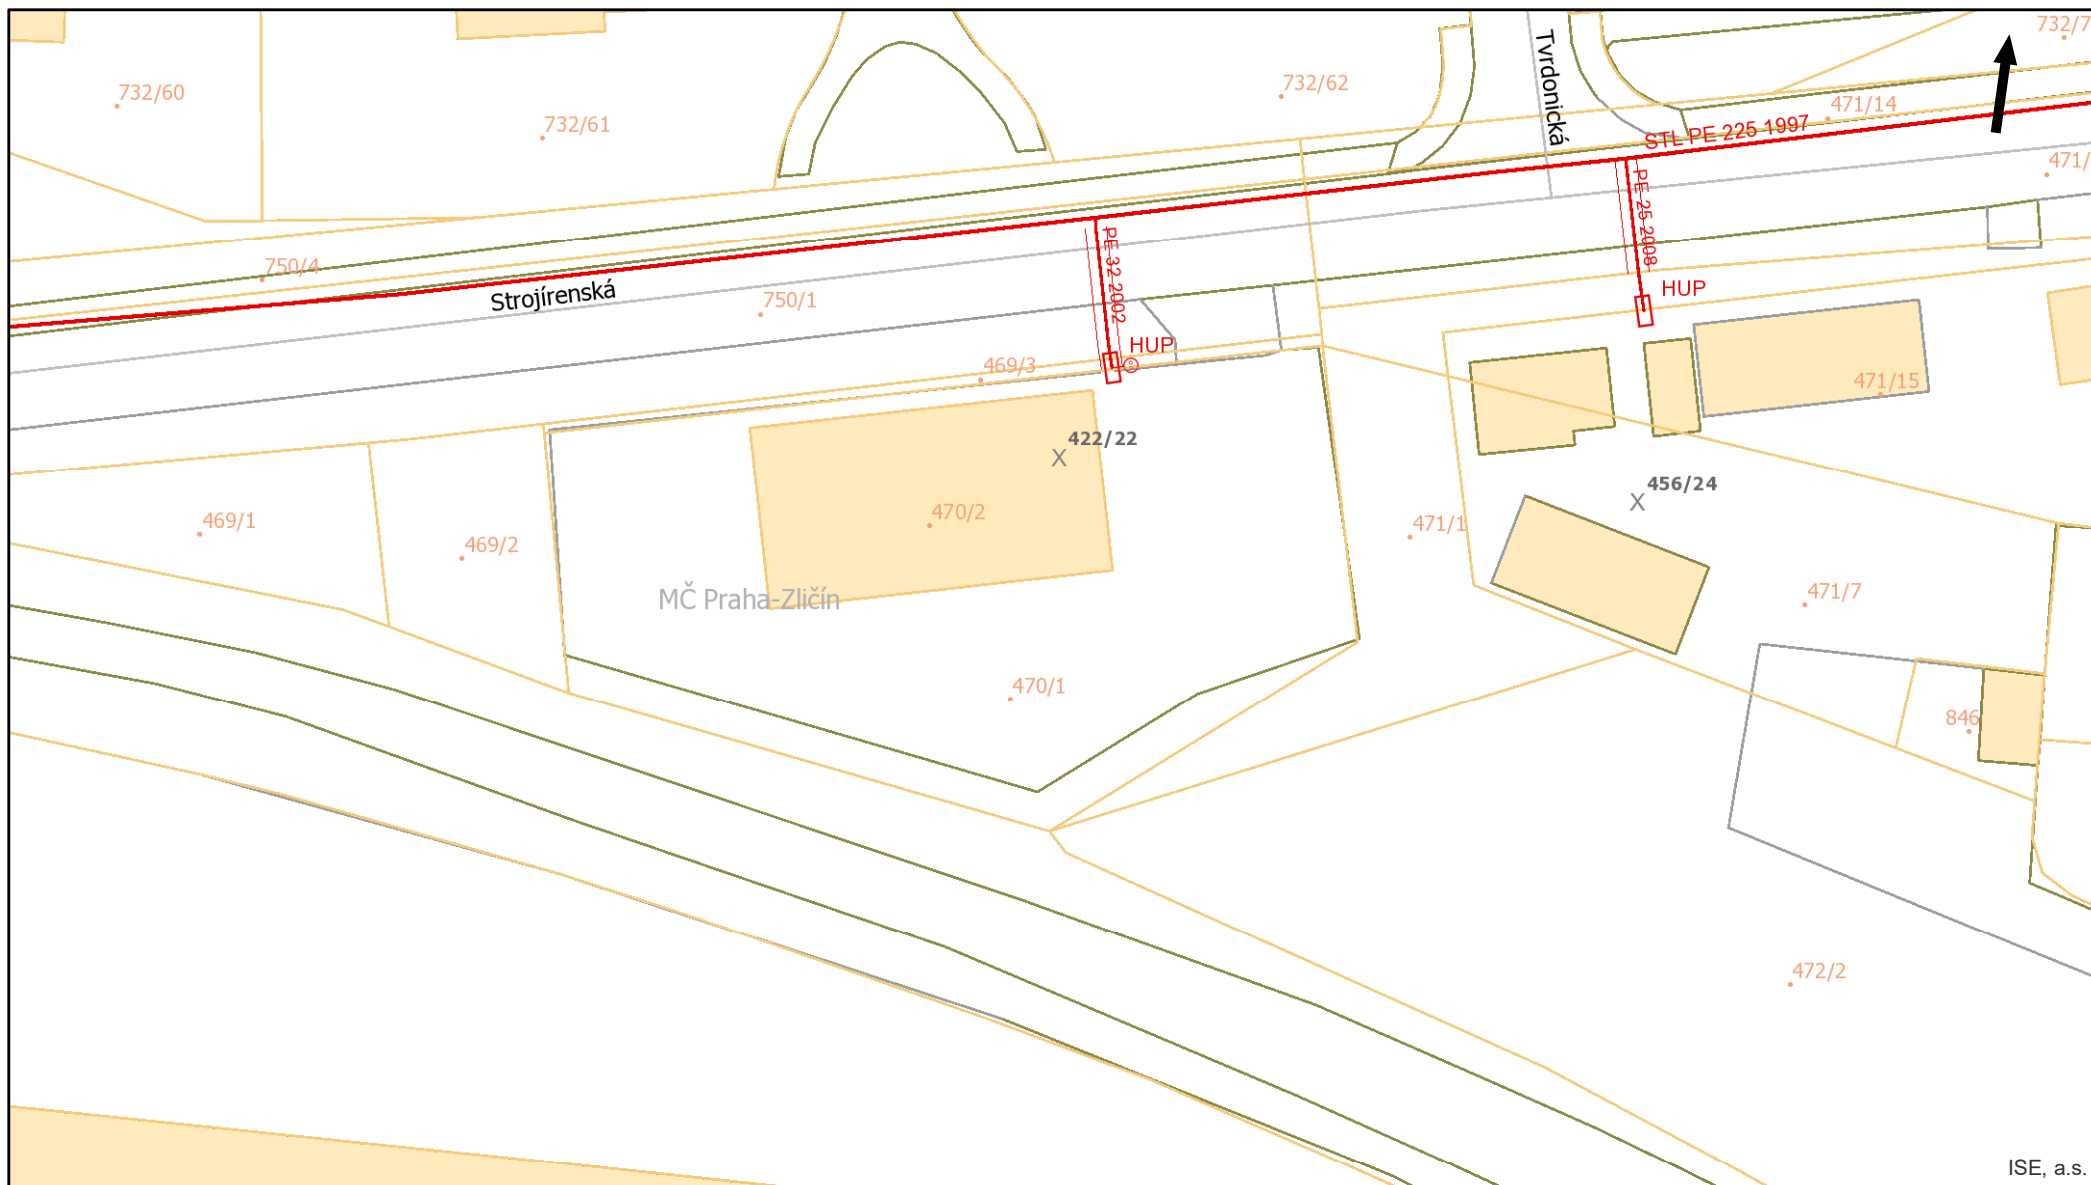 732/7
732/60
732/62
Tvrdonická
471/14
732/61
STL PE 225 1997
471/
PE 25 2008
750/4
PE 32 2002
Strojírenská
750/1
HUP
HUP
469/3
471/15
422/22
456/24
470/2
469/1
471/1
469/2
MČ Praha-Zličín
471/7
470/1
846
472/2
ISE, a.s.